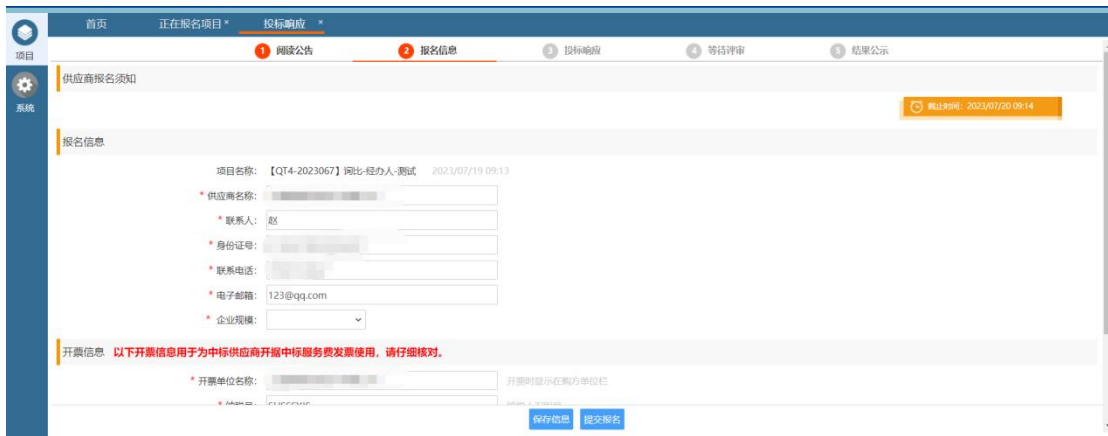 首页 正在报名项目 × 投标响应 ×
项目
系统
1 阅读公告 2 报名信息 3 投标响应 4 等待评审 5 结果公示
供应商报名须知
截止时间：2023/07/20 09:14
报名信息
项目名称： 【QT4-2023067】询比-经办人-测试 2023/07/19 09:13
* 供应商名称：
* 联系人： 赵
* 身份证号：
* 联系电话：
* 电子邮箱： 123@qq.com
* 企业规模：
开票信息 以下开票信息用于为中标供应商开据中标服务费发票使用，请仔细核对。
* 开票单位名称： 开票时显示在购方单位栏
保存信息 提交报名